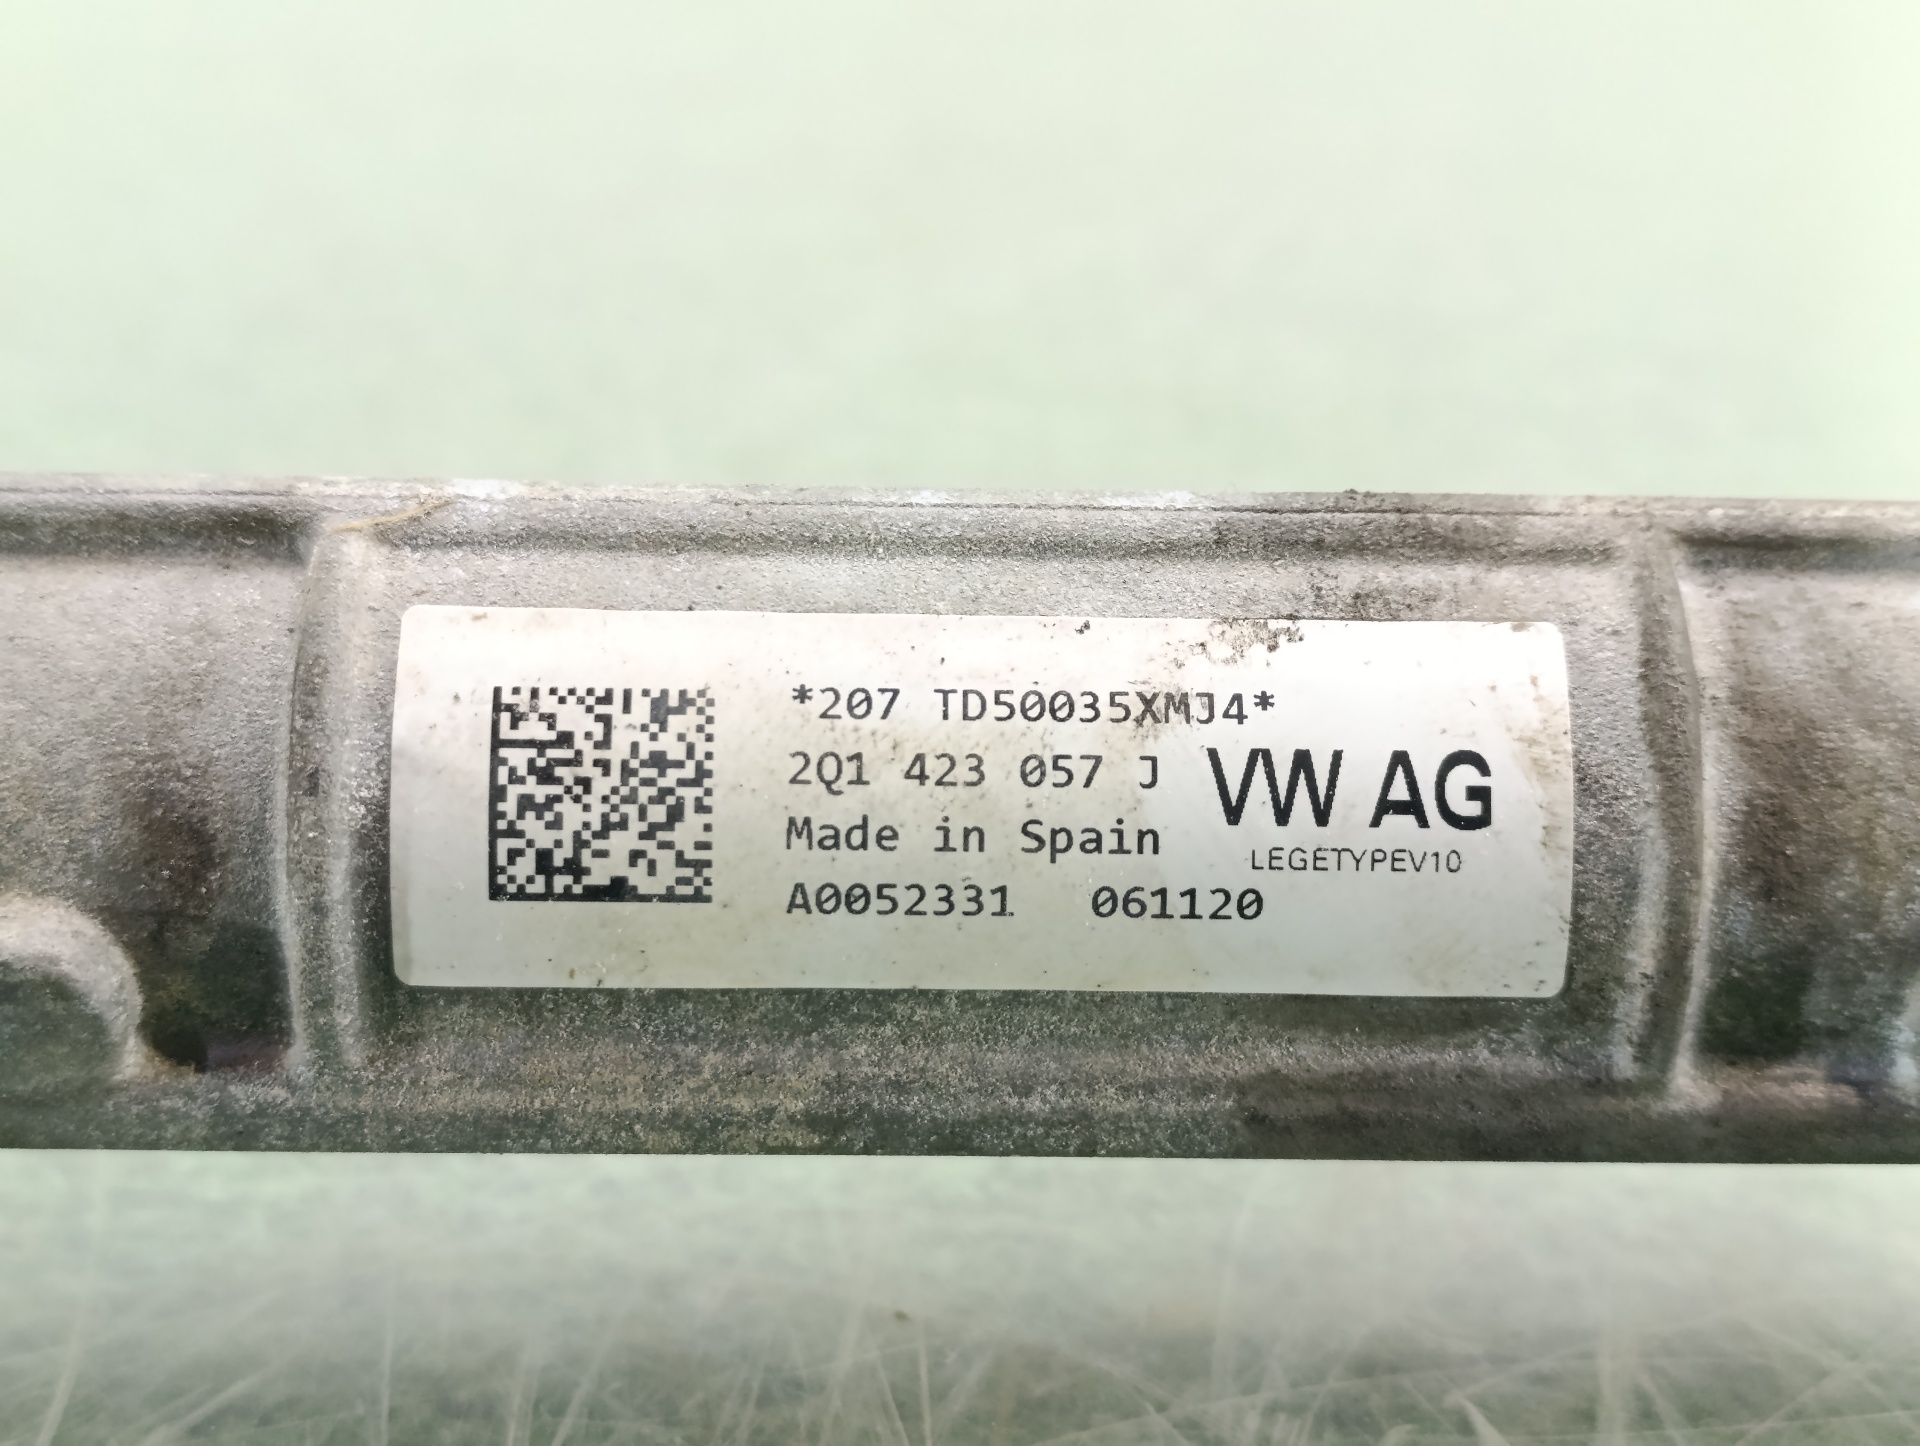 *207 TD50035XMJ4*
2Q1 423 057 J
VW AG
Made in Spain
LEGETYPEV10
A0052331 061120